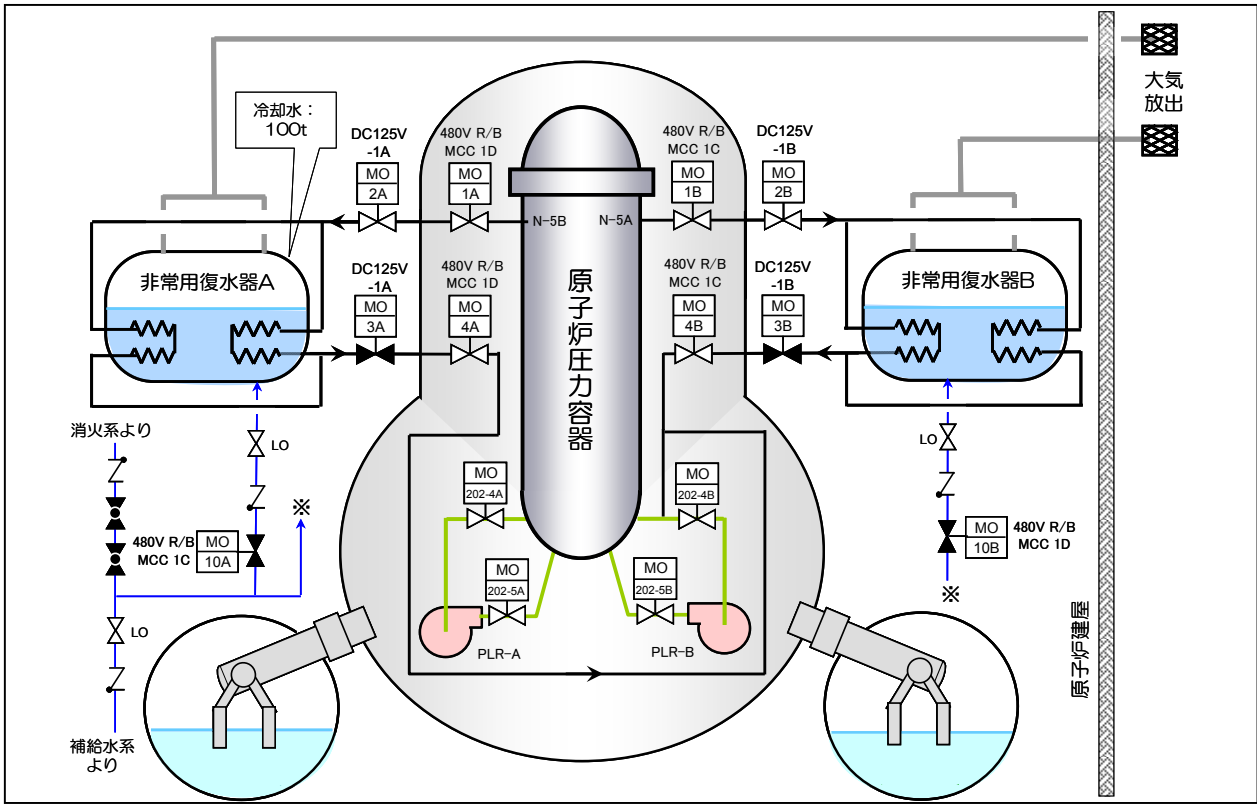 大気
放出
冷却水：
100t
DC125V
-1A
MO
2A
480V R/B
MCC 1D
MO
1A
480V R/B
MCC 1C
MO
1B
DC125V
-1B
MO
2B
N-5B
N-5A
非常用復水器A
DC125V
-1A
MO
3A
480V R/B
MCC 1D
MO
4A
原子炉圧力容器
480V R/B
MCC 1C
MO
4B
DC125V
-1B
MO
3B
非常用復水器B
消火系より
LO
※
480V R/B
MCC 1C
MO
10A
LO
補給水系
より
MO
202-4A
MO
202-4B
MO
202-5A
MO
202-5B
PLR-A
PLR-B
LO
MO
10B
480V R/B
MCC 1D
※
原子炉建屋